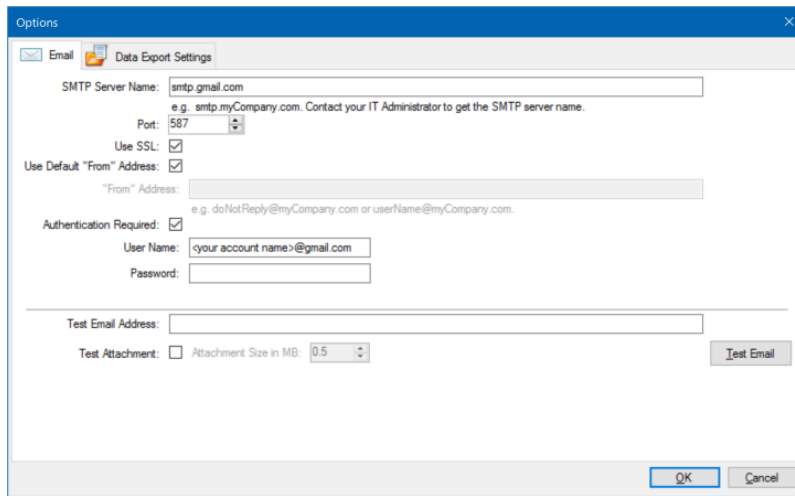 Options
Email Data Export Settings
SMTP Server Name: smtp.gmail.com
e.g. smtp.myCompany.com. Contact your IT Administrator to get the SMTP server name.
Port: 587
Use SSL:
Use Default "From" Address:
"From" Address:
e.g. doNotReply@myCompany.com or userName@myCompany.com.
Authentication Required:
User Name: <your account name>@gmail.com
Password:
Test Email Address:
Test Attachment: Attachment Size in MB: 0.5 Test Email
OK Cancel